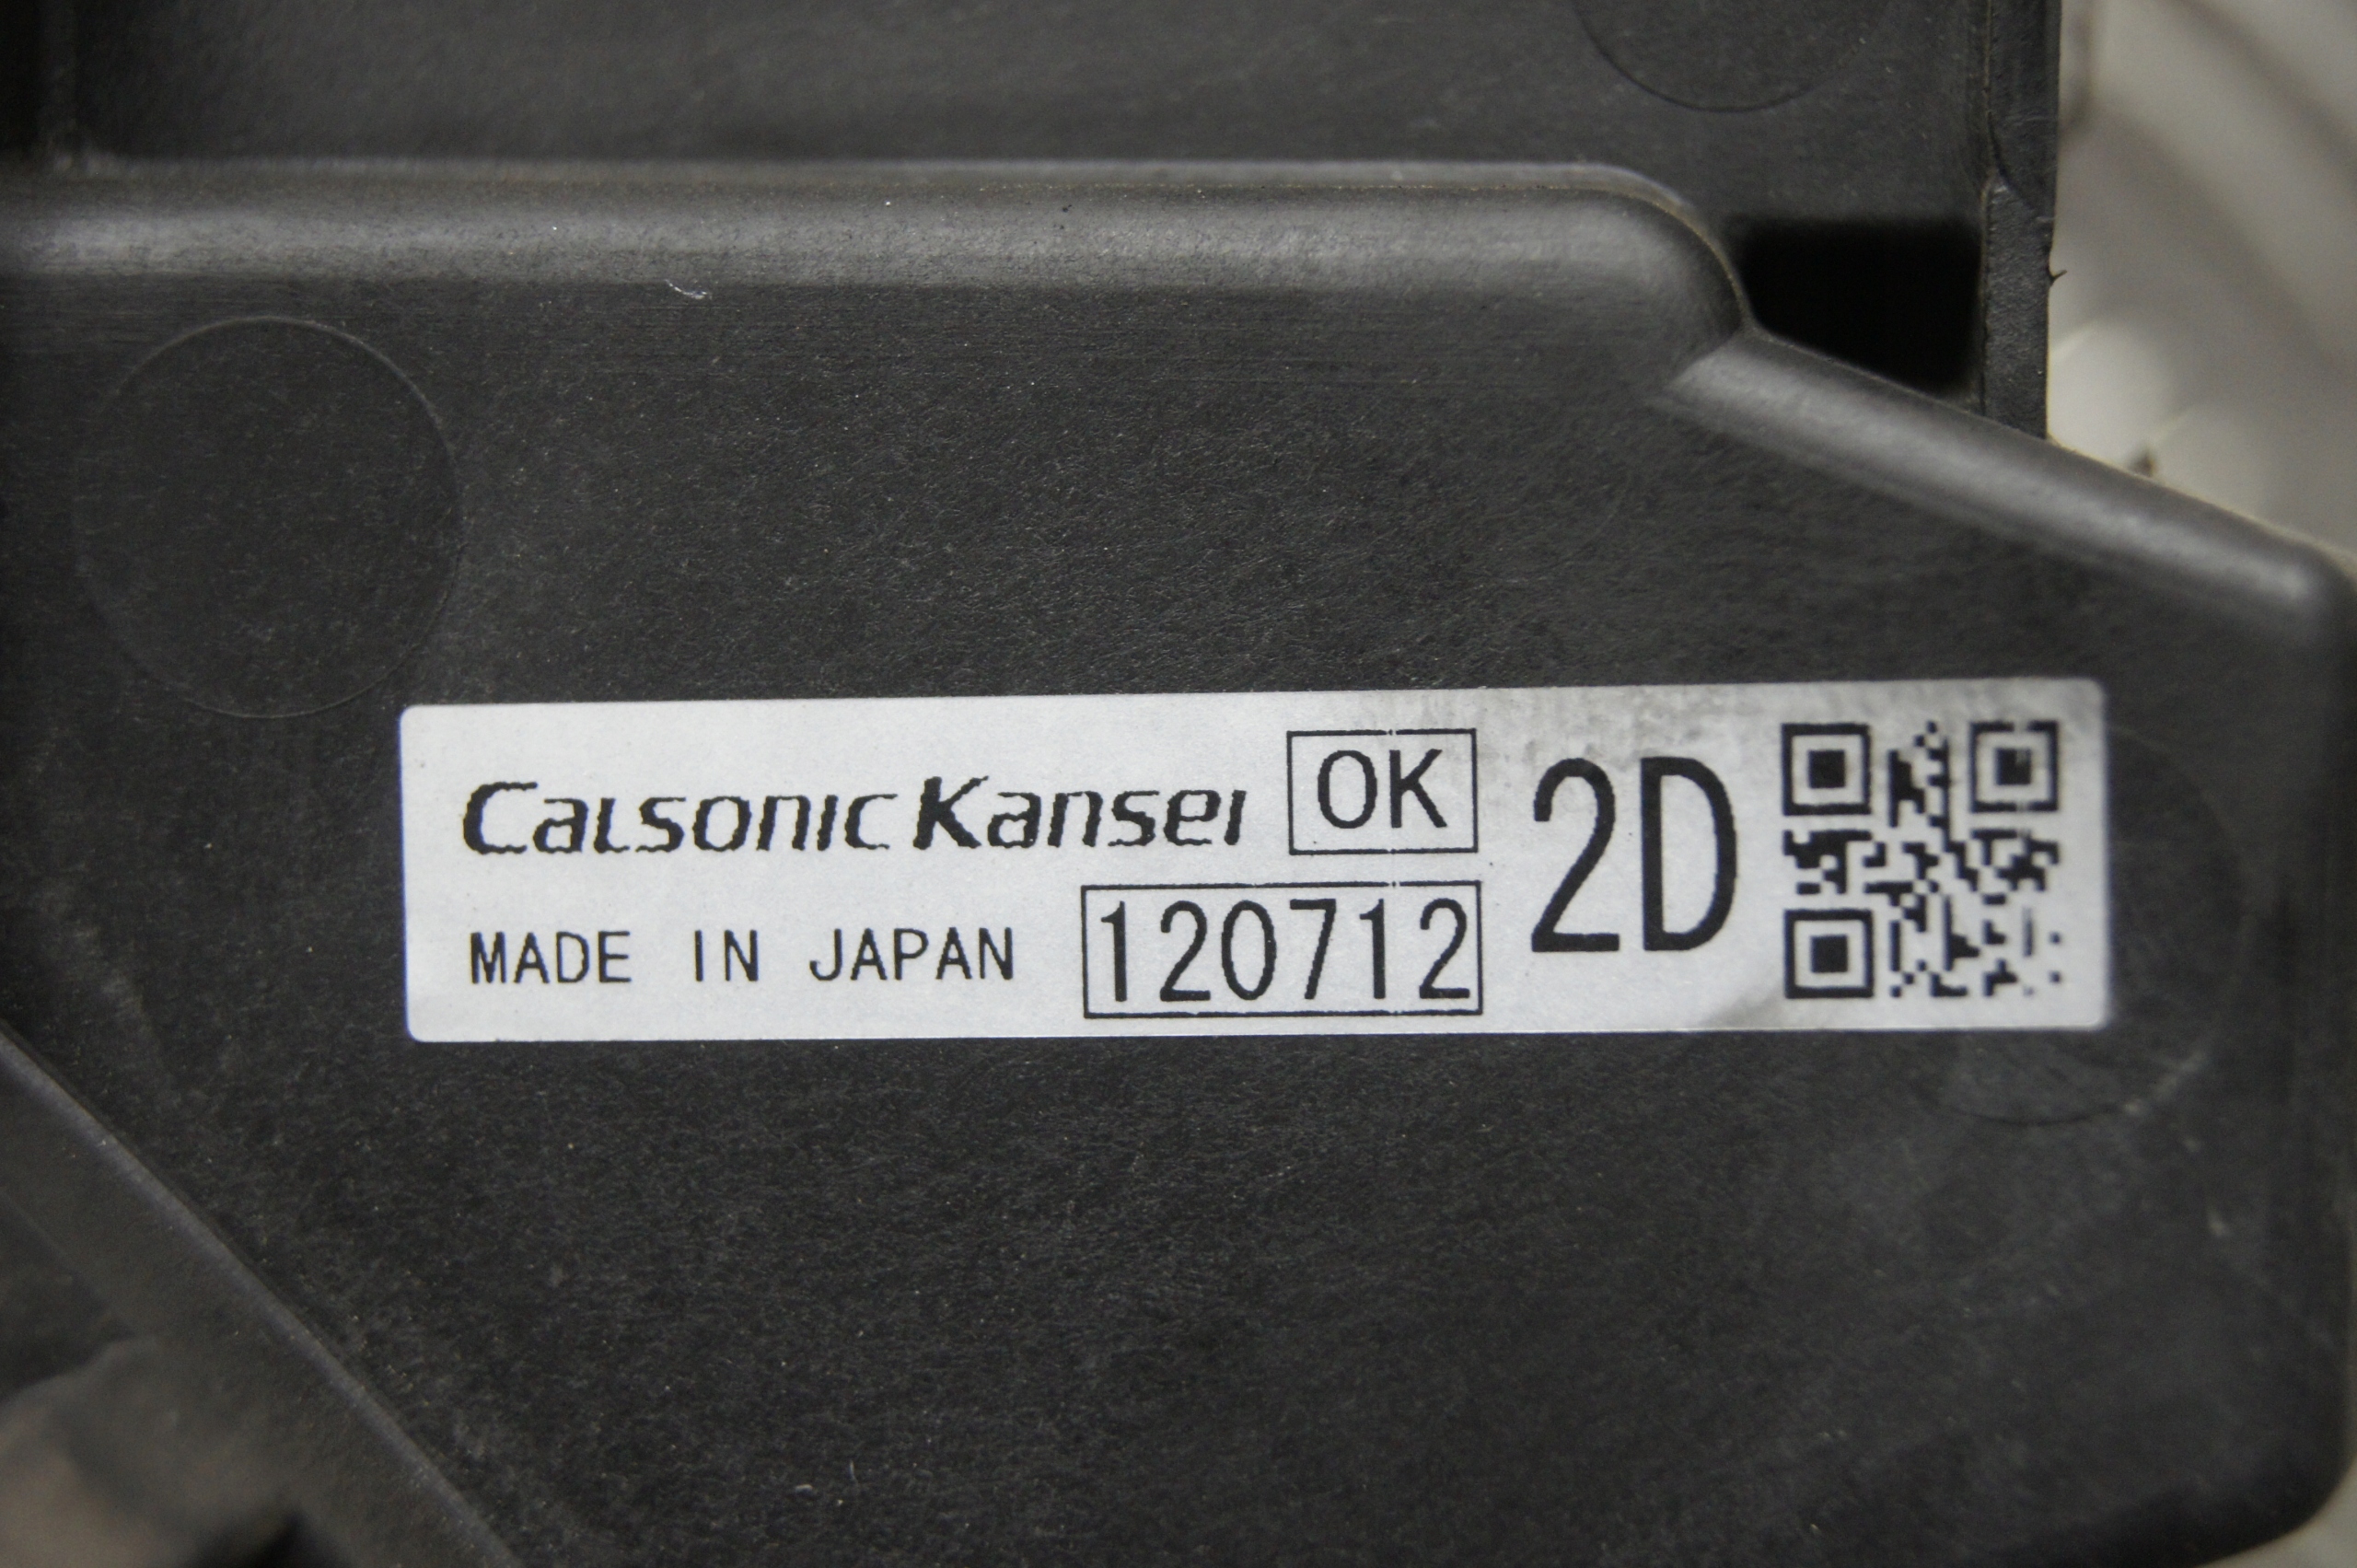 Calsonic Kansei OK 2D
MADE IN JAPAN 120712